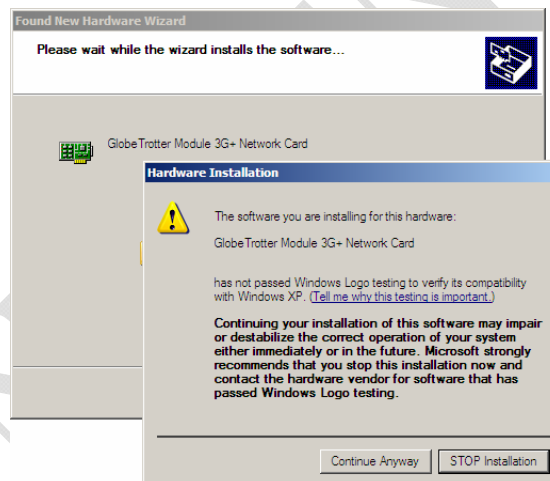 Found New Hardware Wizard
Please wait while the wizard installs the software...
GlobeTrotter Module 3G+ Network Card
Hardware Installation
The software you are installing for this hardware:
GlobeTrotter Module 3G+ Network Card
has not passed Windows Logo testing to verify its compatibility
with Windows XP. (Tell me why this testing is important.)
Continuing your installation of this software may impair
or destabilize the correct operation of your system
either immediately or in the future. Microsoft strongly
recommends that you stop this installation now and
contact the hardware vendor for software that has
passed Windows Logo testing.
Continue Anyway STOP Installation